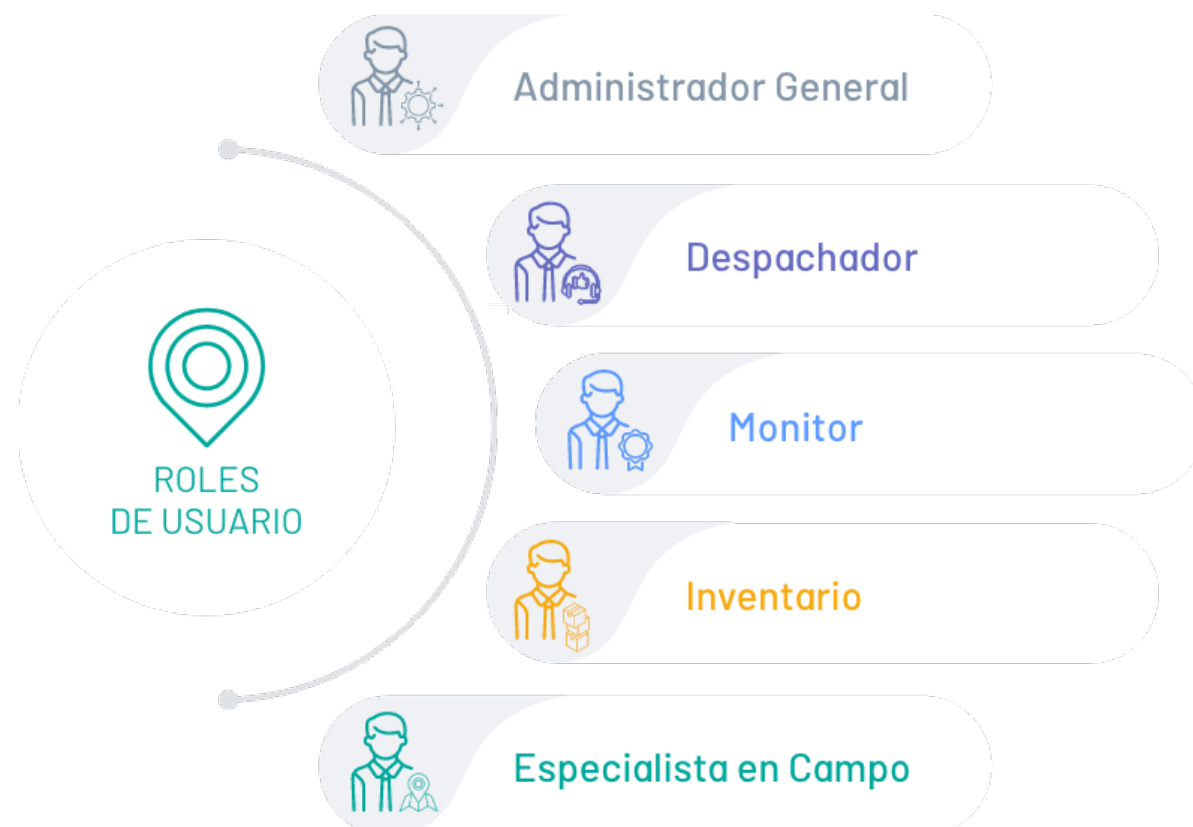 Administrador General
Despachador
Monitor
ROLES
DE USUARIO
Inventario
Especialista en Campo